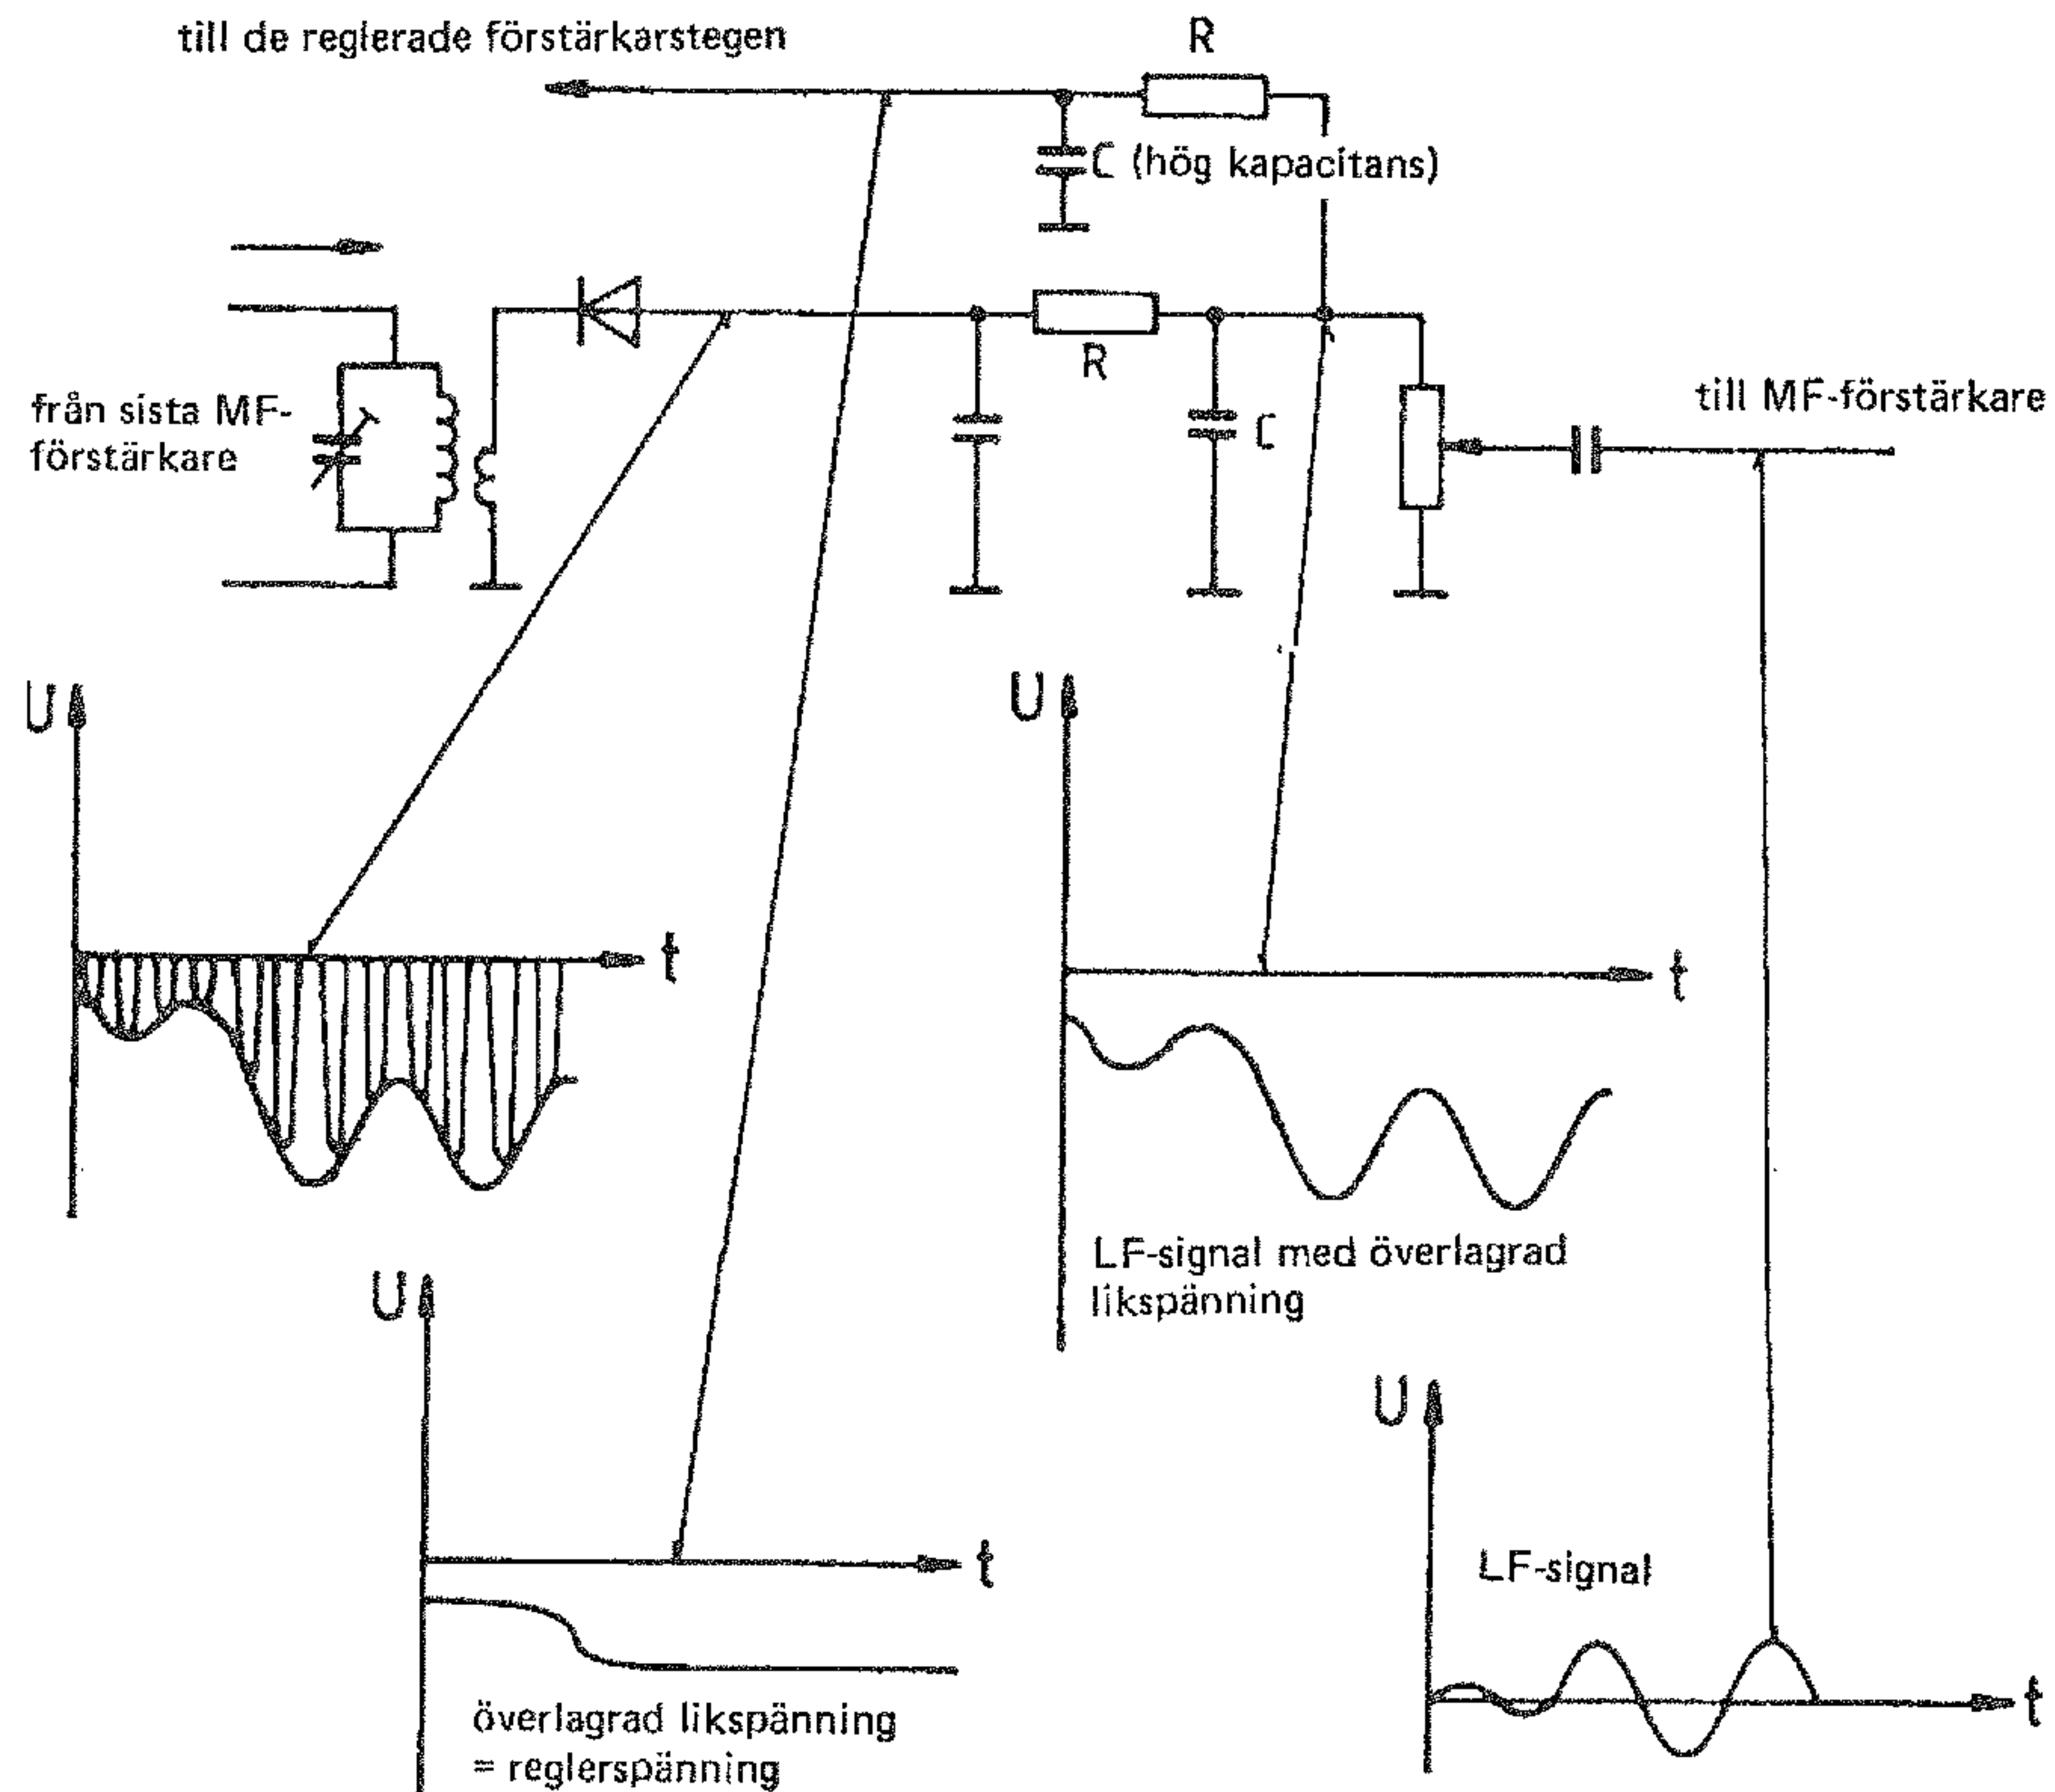 till de reglerade förstärkarstegen
R
C (hög kapacitans)
R
från sista MF-
förstärkare
C
till MF-förstärkare
U
t
U
t
LF-signal med överlagrad
likspänning
U
t
överlagrad likspänning
= reglerspänning
U
LF-signal
t